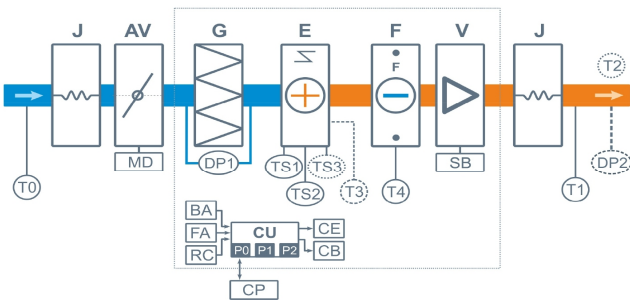 J AV G E F V J
F
T2
MD DP1 TS1 TS3 SB DP2
T0 TS2 T3 T4 T1
BA
FA CU CE
RC P0 P1 P2 CB
CP